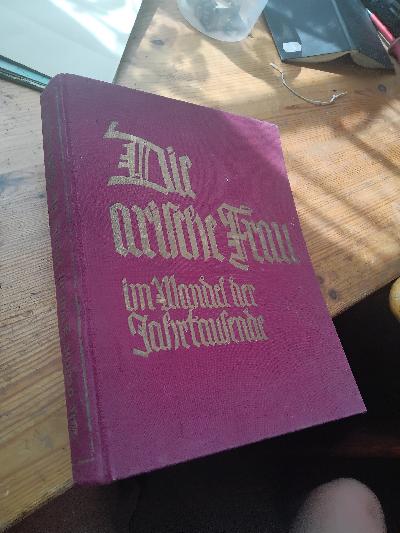 Die
arische Frau
im Wandel der
Jahrtausende